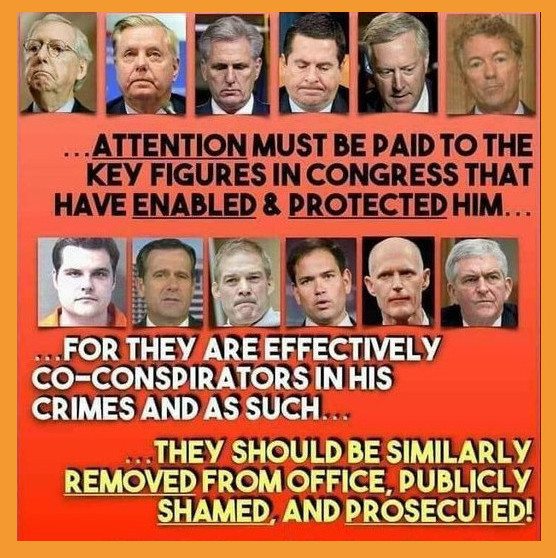 ...ATTENTION MUST BE PAID TO THE
KEY FIGURES IN CONGRESS THAT
HAVE ENABLED & PROTECTED HIM...
...FOR THEY ARE EFFECTIVELY
CO-CONSPIRATORS IN HIS
CRIMES AND AS SUCH...
...THEY SHOULD BE SIMILARLY
REMOVED FROM OFFICE, PUBLICLY
SHAMED, AND PROSECUTED!